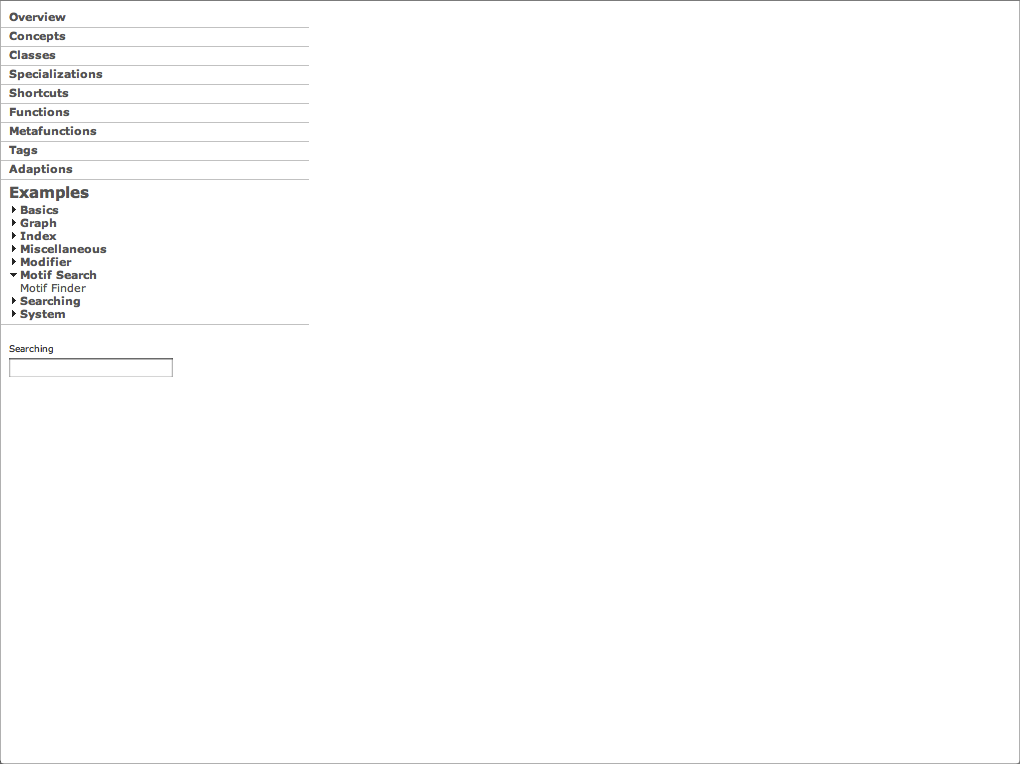 Overview
Concepts
Classes
Specializations
Shortcuts
Functions
Metafunctions
Tags
Adaptions
Examples
Basics
Graph
Index
Miscellaneous
Modifier
Motif Search
Motif Finder
Searching
System
Searching